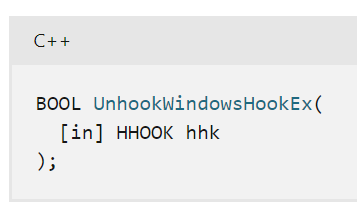 C++
BOOL UnhookWindowsHookEx(
  [in] HHOOK hhk
);